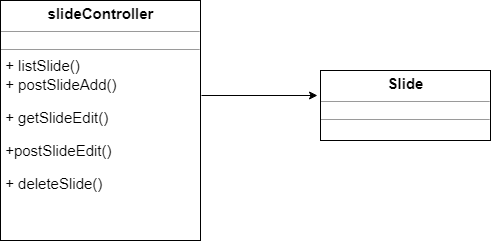 slideController
+ listSlide()
+ postSlideAdd()
+ getSlideEdit()
+postSlideEdit()
+ deleteSlide()
Slide